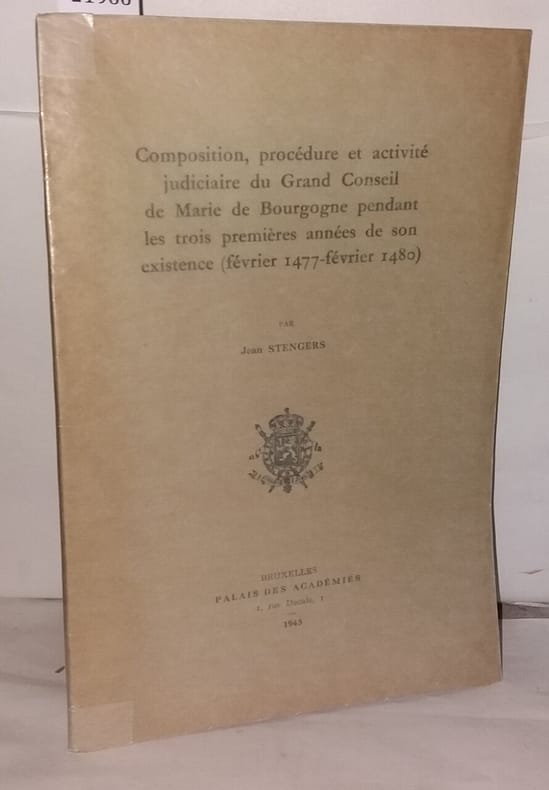 Composition, procédure et activité
judiciaire du Grand Conseil
de Marie de Bourgogne pendant
les trois premières années de son
existence (février 1477-février 1480)
PAR
Jean STENGERS
BRUXELLES
PALAIS DES ACADÉMIES
1, rue Ducale, 1
1945